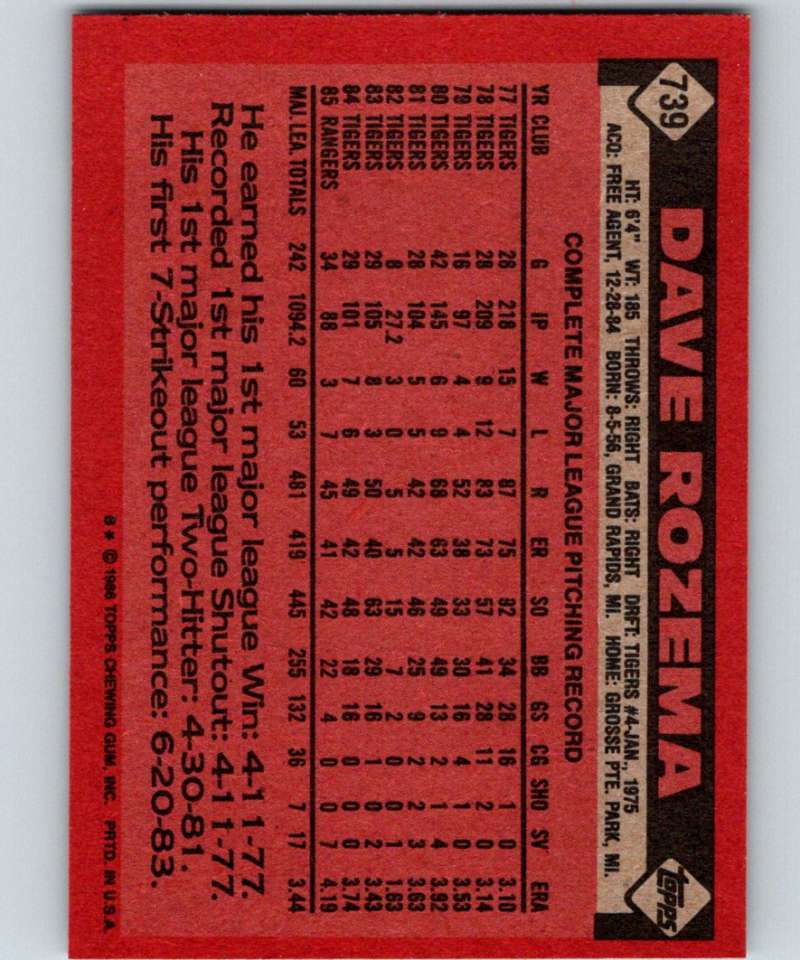 739
DAVE ROZEMA
Topps
HT: 6'4" WT: 185 THROWS: RIGHT BATS: RIGHT DRFT: TIGERS #4-JAN., 1975
ACQ: FREE AGENT, 12-28-84 BORN: 8-5-56, GRAND RAPIDS, MI. HOME: GROSSE PTE. PARK, MI.
COMPLETE MAJOR LEAGUE PITCHING RECORD
YR CLUB G IP W L R ER SO BB GS CG SHO SV ERA
77 TIGERS 28 218 15 7 87 75 92 34 28 16 1 0 3.10
78 TIGERS 28 209 9 12 83 73 57 41 28 11 2 0 3.14
79 TIGERS 16 97 4 4 52 38 33 30 16 4 1 0 3.53
80 TIGERS 42 145 6 9 68 63 49 49 13 2 1 4 3.92
81 TIGERS 28 104 5 5 42 42 46 25 9 2 2 3 3.63
82 TIGERS 8 27.2 3 0 5 5 15 7 2 0 0 1 1.63
83 TIGERS 29 105 8 3 50 40 63 29 16 1 0 2 3.43
84 TIGERS 29 101 7 6 49 42 48 18 16 0 0 0 3.74
85 RANGERS 34 88 3 7 45 41 42 22 4 0 0 7 4.19
MAJ. LEA. TOTALS 242 1094.2 60 53 481 419 445 255 132 36 7 17 3.44
He earned his 1st major league Win: 4-11-77.
Recorded 1st major league Shutout: 4-11-77.
His 1st major league Two-Hitter: 4-30-81.
His first 7-Strikeout performance: 6-20-83.
B* © 1986 TOPPS CHEWING GUM, INC. PRTD. IN U.S.A.